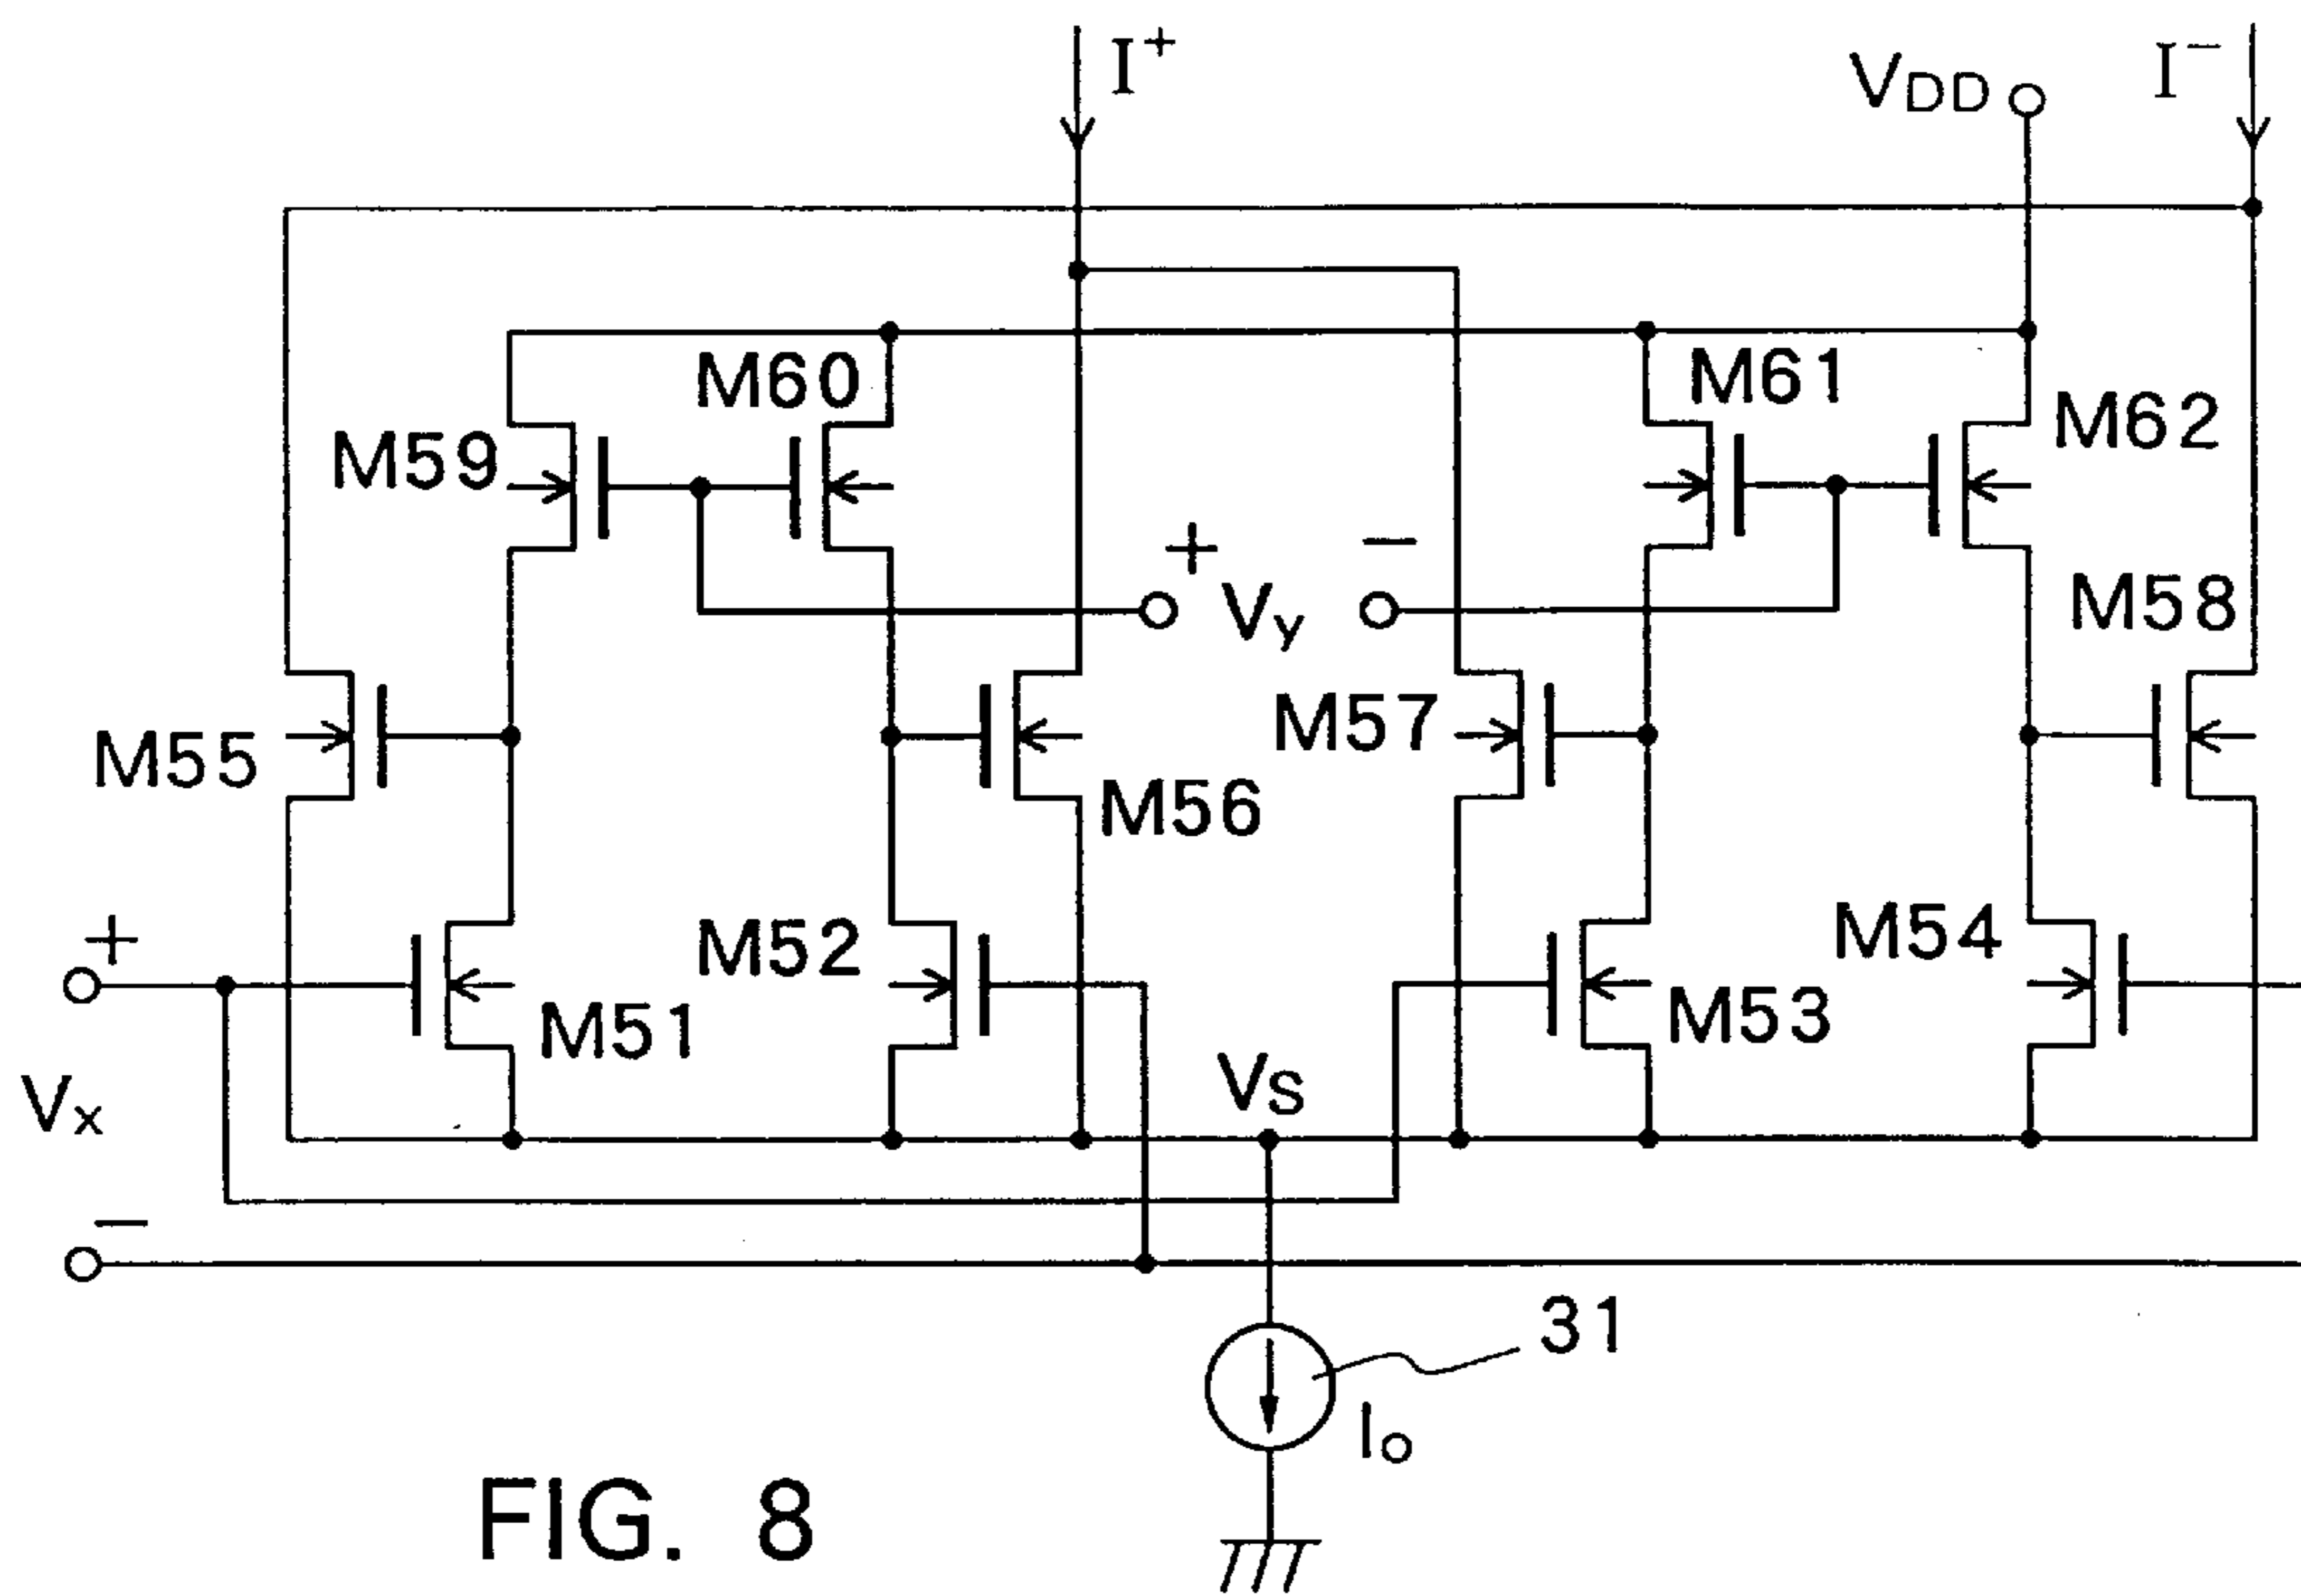 I+
VDD
I−
M60
M61
M62
M59
+
−
Vy
M58
M57
M55
M56
+
M52
M54
M51
M53
Vs
Vx
−
31
Io
FIG. 8